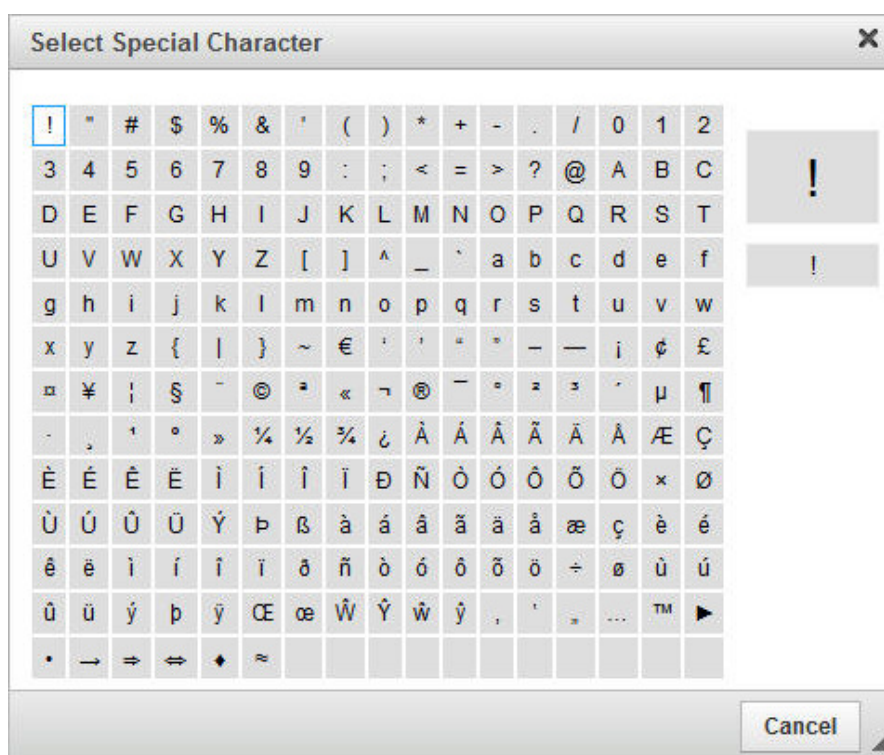 Select Special Character
! " # $ % & ' ( ) * + - . / 0 1 2
3 4 5 6 7 8 9 : ; < = > ? @ A B C
D E F G H I J K L M N O P Q R S T
U V W X Y Z [ ] ^ _ ` a b c d e f
g h i j k l m n o p q r s t u v w
x y z { | } ~ € ‘ ’ “ ” – — ¡ ¢ £
¤ ¥ ¦ § ¨ © ª « ¬ ® ¯ ° ² ³ ´ µ ¶
· ¸ ¹ º » ¼ ½ ¾ ¿ À Á Â Ã Ä Å Æ Ç
È É Ê Ë Ì Í Î Ï Ð Ñ Ò Ó Ô Õ Ö × Ø
Ù Ú Û Ü Ý Þ ß à á â ã ä å æ ç è é
ê ë ì í î ï ð ñ ò ó ô õ ö ÷ ø ù ú
û ü ý þ ÿ Œ œ Ŵ Ŷ ŵ ŷ ‚ ‛ „ … ™ ►
• → ⇒ ⇔ ♦ ≈
!
!
Cancel